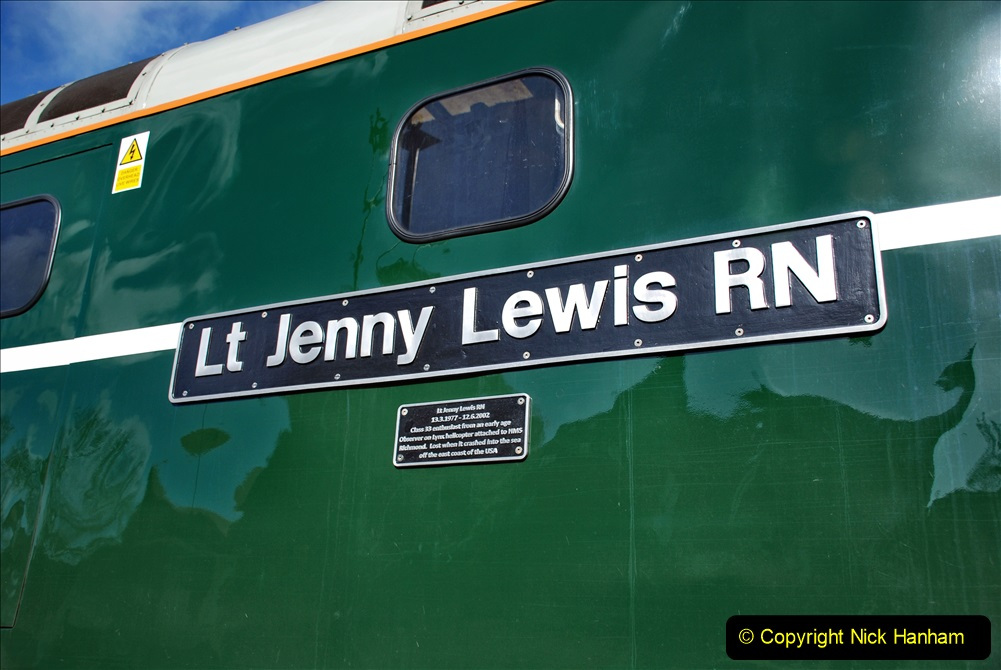 Lt Jenny Lewis RN
Lt Jenny Lewis RN
13.3.1977 - 12.6.2002
Class 33 enthusiast from an early age
Observer on Lynx helicopter attached to HMS
Richmond. Lost when it crashed into the sea
off the east coast of the USA
© Copyright Nick Hanham